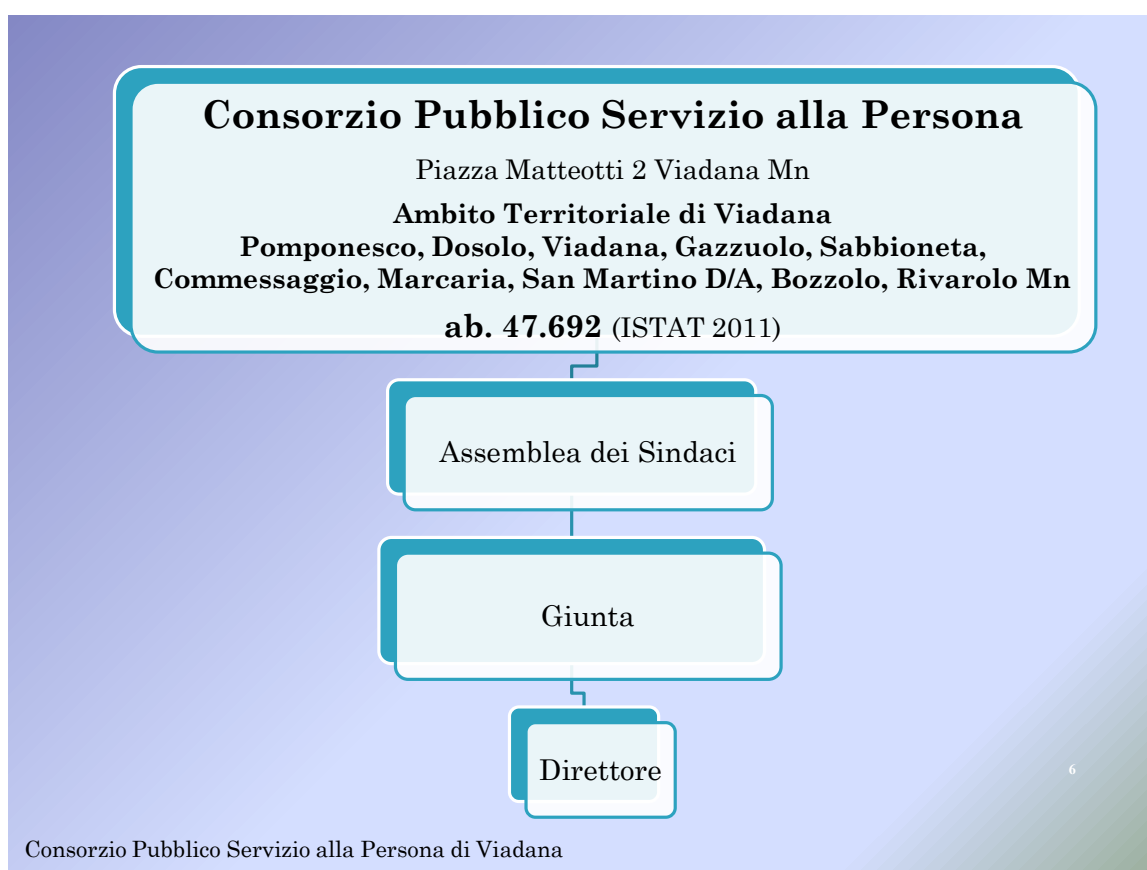 Consorzio Pubblico Servizio alla Persona
Piazza Matteotti 2 Viadana Mn
Ambito Territoriale di Viadana
Pomponesco, Dosolo, Viadana, Gazzuolo, Sabbioneta,
Commessaggio, Marcaria, San Martino D/A, Bozzolo, Rivarolo Mn
ab. 47.692 (ISTAT 2011)
Assemblea dei Sindaci
Giunta
Direttore
6
Consorzio Pubblico Servizio alla Persona di Viadana